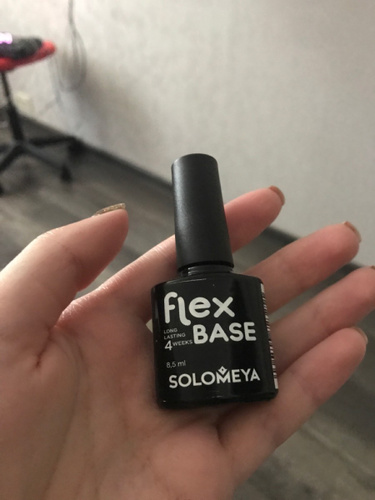 flex
BASE
LONG
LASTING
4 WEEKS
8,5 ml
SOLOMEYA